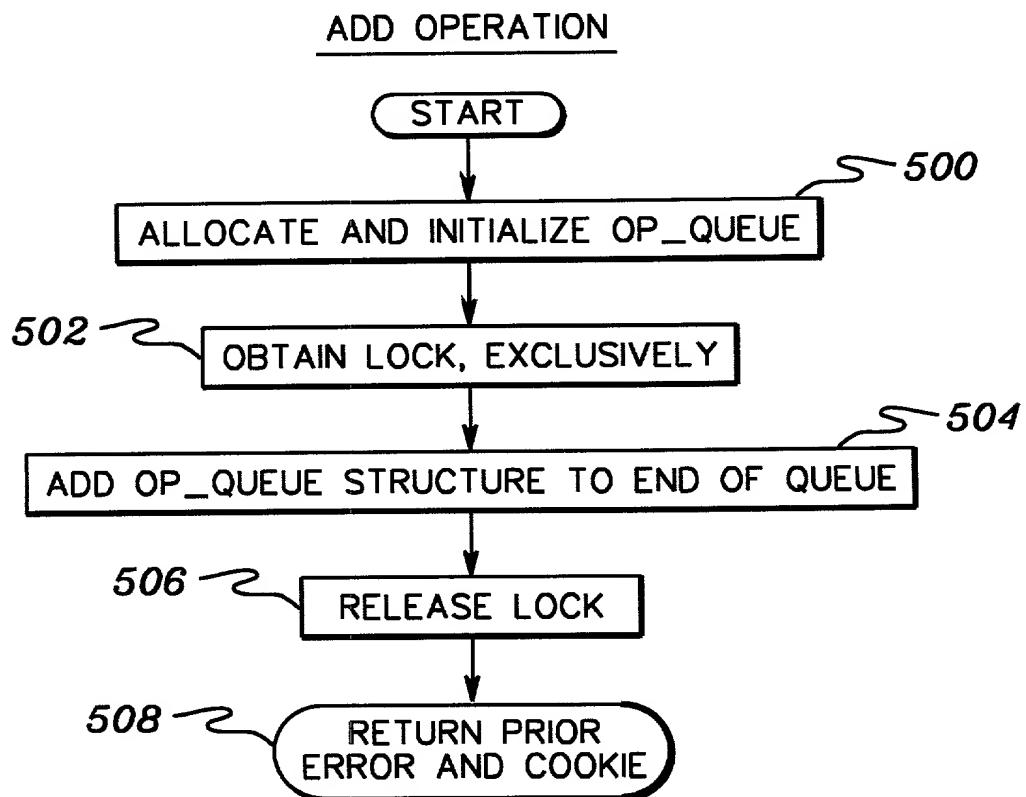 ADD OPERATION
START
500
ALLOCATE AND INITIALIZE OP_QUEUE
502
OBTAIN LOCK, EXCLUSIVELY
504
ADD OP_QUEUE STRUCTURE TO END OF QUEUE
506
RELEASE LOCK
508
RETURN PRIOR
ERROR AND COOKIE